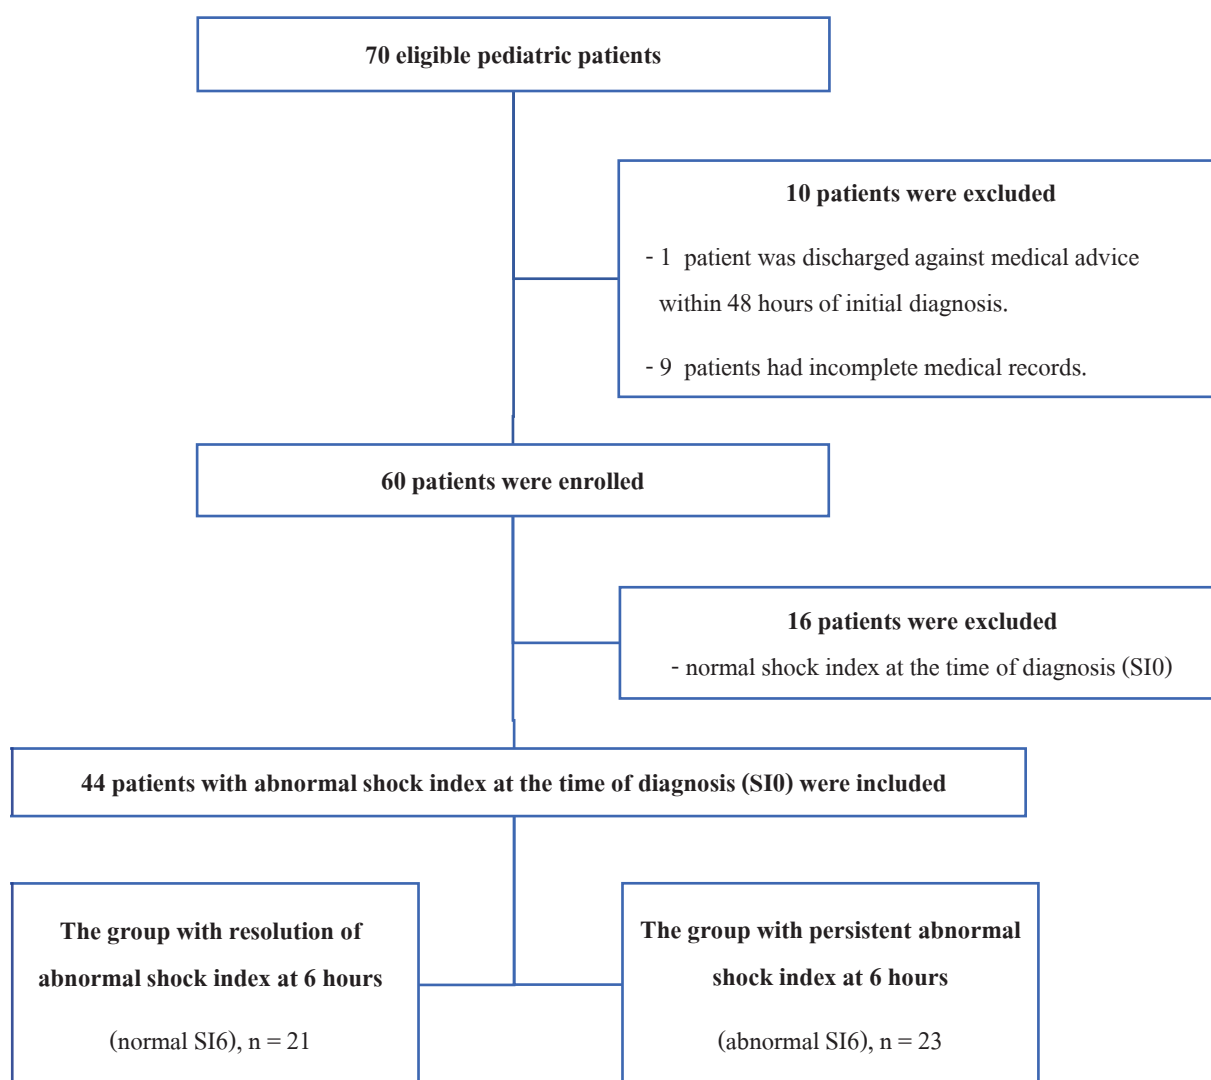 70 eligible pediatric patients
10 patients were excluded
- 1 patient was discharged against medical advice
within 48 hours of initial diagnosis.
- 9 patients had incomplete medical records.
60 patients were enrolled
16 patients were excluded
- normal shock index at the time of diagnosis (SI0)
44 patients with abnormal shock index at the time of diagnosis (SI0) were included
The group with resolution of
abnormal shock index at 6 hours
(normal SI6), n = 21
The group with persistent abnormal
shock index at 6 hours
(abnormal SI6), n = 23